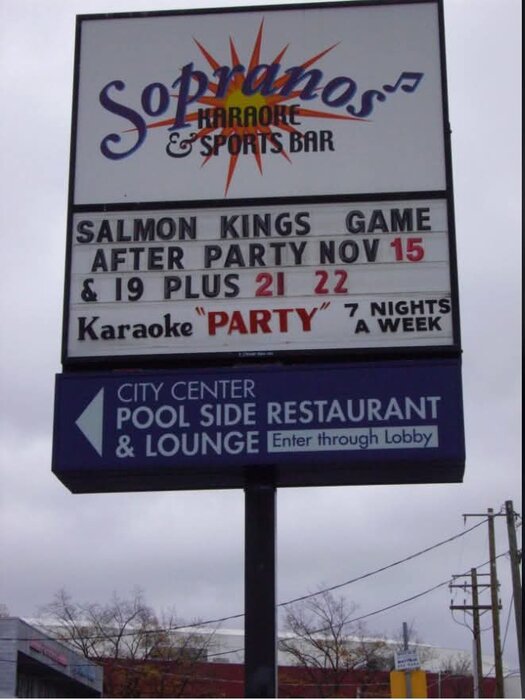 Sopranos
KARAOKE
& SPORTS BAR
SALMON KINGS GAME
AFTER PARTY NOV 15
& 19 PLUS 21 22
Karaoke "PARTY" 7 NIGHTS
A WEEK
CITY CENTER
POOL SIDE RESTAURANT
& LOUNGE Enter through Lobby